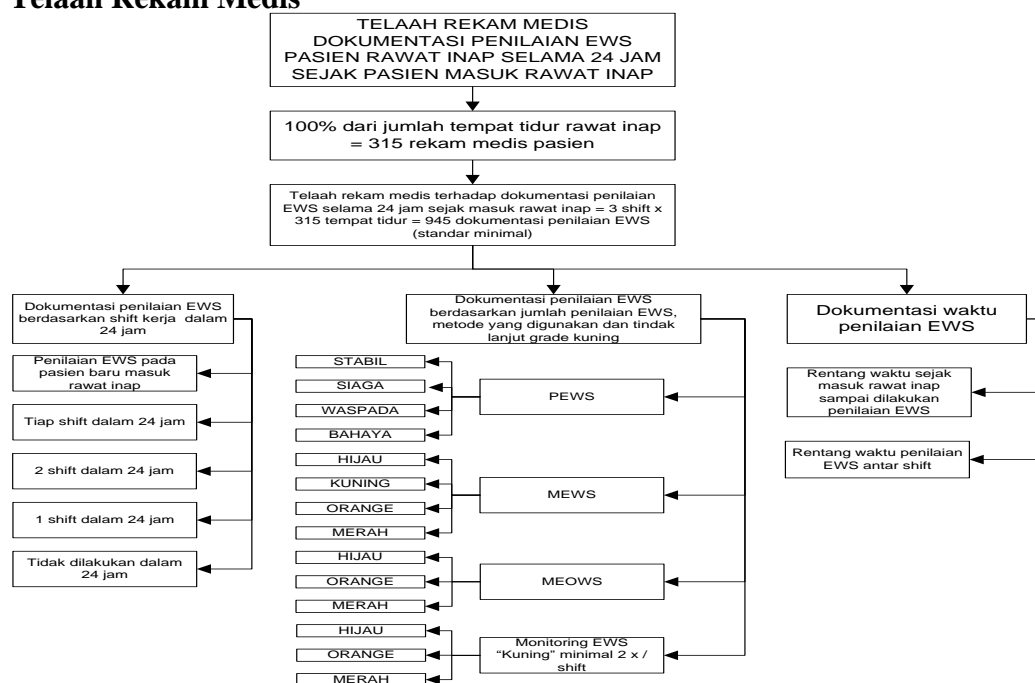 Telaah Rekam Medis
TELAAH REKAM MEDIS
DOKUMENTASI PENILAIAN EWS
PASIEN RAWAT INAP SELAMA 24 JAM
SEJAK PASIEN MASUK RAWAT INAP
100% dari jumlah tempat tidur rawat inap
= 315 rekam medis pasien
Telaah rekam medis terhadap dokumentasi penilaian
EWS selama 24 jam sejak masuk rawat inap = 3 shift x
315 tempat tidur = 945 dokumentasi penilaian EWS
(standar minimal)
Dokumentasi penilaian EWS
berdasarkan shift kerja dalam
24 jam
Penilaian EWS pada
pasien baru masuk
rawat inap
Tiap shift dalam 24 jam
2 shift dalam 24 jam
1 shift dalam 24 jam
Tidak dilakukan dalam
24 jam
Dokumentasi penilaian EWS
berdasarkan jumlah penilaian EWS,
metode yang digunakan dan tindak
lanjut grade kuning
PEWS
STABIL
SIAGA
WASPADA
BAHAYA
MEWS
HIJAU
KUNING
ORANGE
MERAH
MEOWS
HIJAU
ORANGE
MERAH
Monitoring EWS
“Kuning” minimal 2 x /
shift
HIJAU
ORANGE
MERAH
Dokumentasi waktu
penilaian EWS
Rentang waktu sejak
masuk rawat inap
sampai dilakukan
penilaian EWS
Rentang waktu penilaian
EWS antar shift